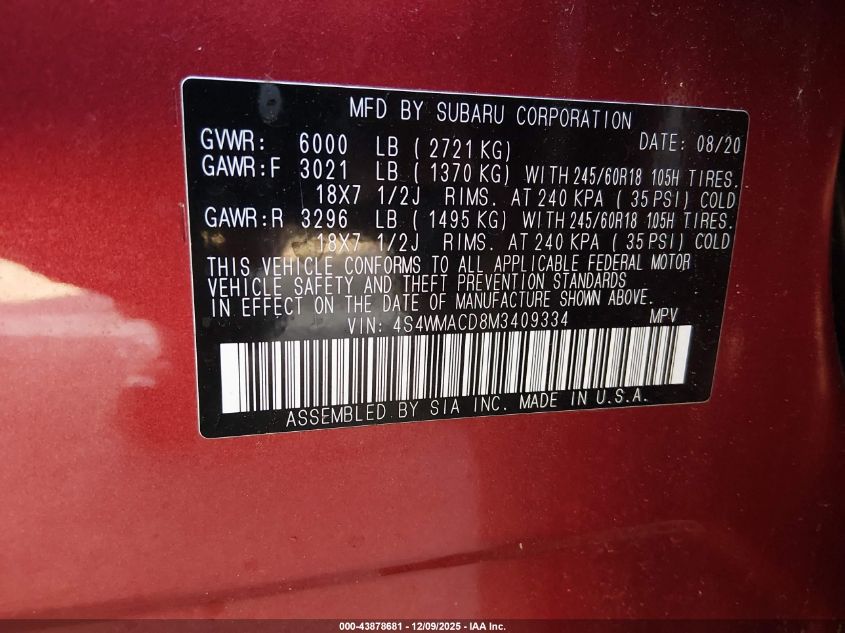 MFD BY SUBARU CORPORATION
GVWR: 6000 LB ( 2721 KG) DATE: 08/20
GAWR:F 3021 LB ( 1370 KG) WITH 245/60R18 105H TIRES.
18X7 1/2J RIMS. AT 240 KPA ( 35 PSI) COLD
GAWR:R 3296 LB ( 1495 KG) WITH 245/60R18 105H TIRES.
18X7 1/2J RIMS. AT 240 KPA ( 35 PSI) COLD
THIS VEHICLE CONFORMS TO ALL APPLICABLE FEDERAL MOTOR
VEHICLE SAFETY AND THEFT PREVENTION STANDARDS
IN EFFECT ON THE DATE OF MANUFACTURE SHOWN ABOVE.
VIN: 4S4WMACD8M3409334 MPV
ASSEMBLED BY SIA INC. MADE IN U.S.A.
000-43878681 | 12/09/2025 - IAA Inc.